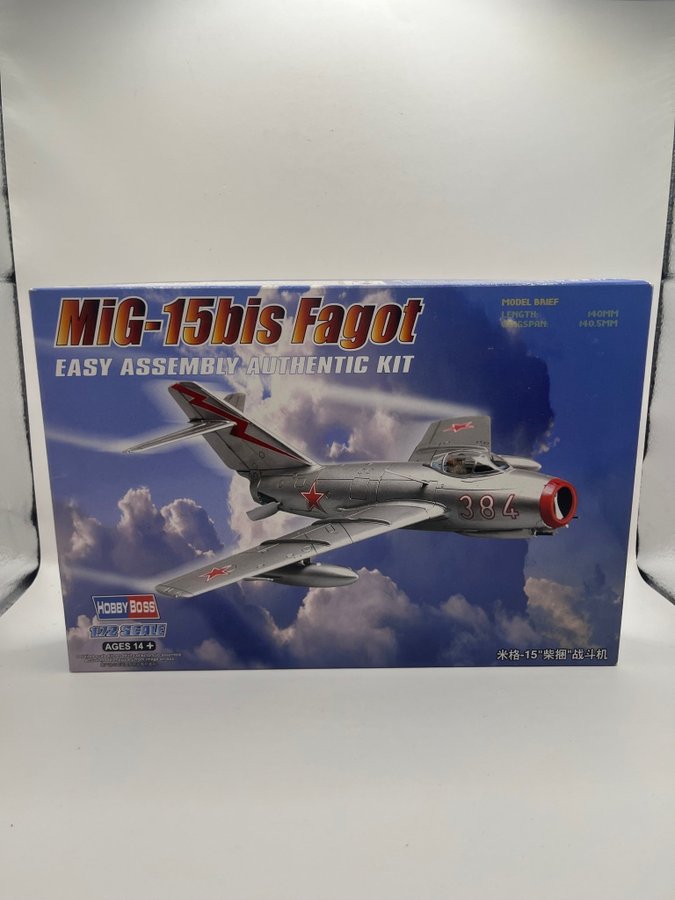 MiG-15bis Fagot
EASY ASSEMBLY AUTHENTIC KIT
MODEL BRIEF
LENGTH: 140MM
WINGSPAN: 140.5MM
384
HOBBY BOSS
1:72 SCALE
AGES 14 +
米格-15"柴捆"战斗机